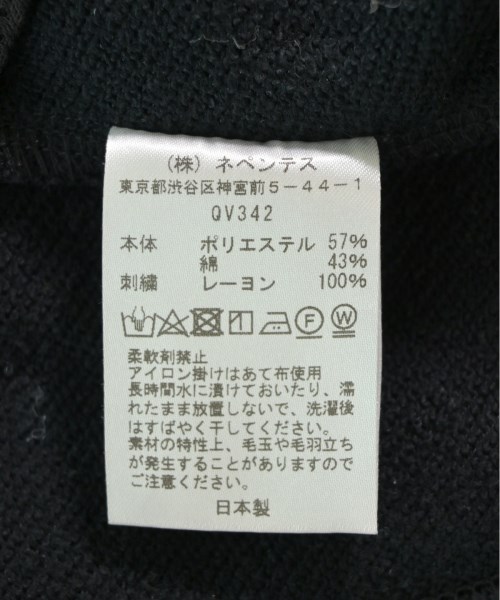 (株) ネペンテス
東京都渋谷区神宮前5-44-1
QV342
本体 ポリエステル 57%
綿 43%
刺繍 レーヨン 100%
F W
柔軟剤禁止
アイロン掛けはあて布使用
長時間水に漬けておいたり、濡
れたまま放置しないで、洗濯後
はすばやく干してください。
素材の特性上、毛玉や毛羽立ち
が発生することがありますので
ご注意ください。
日本製